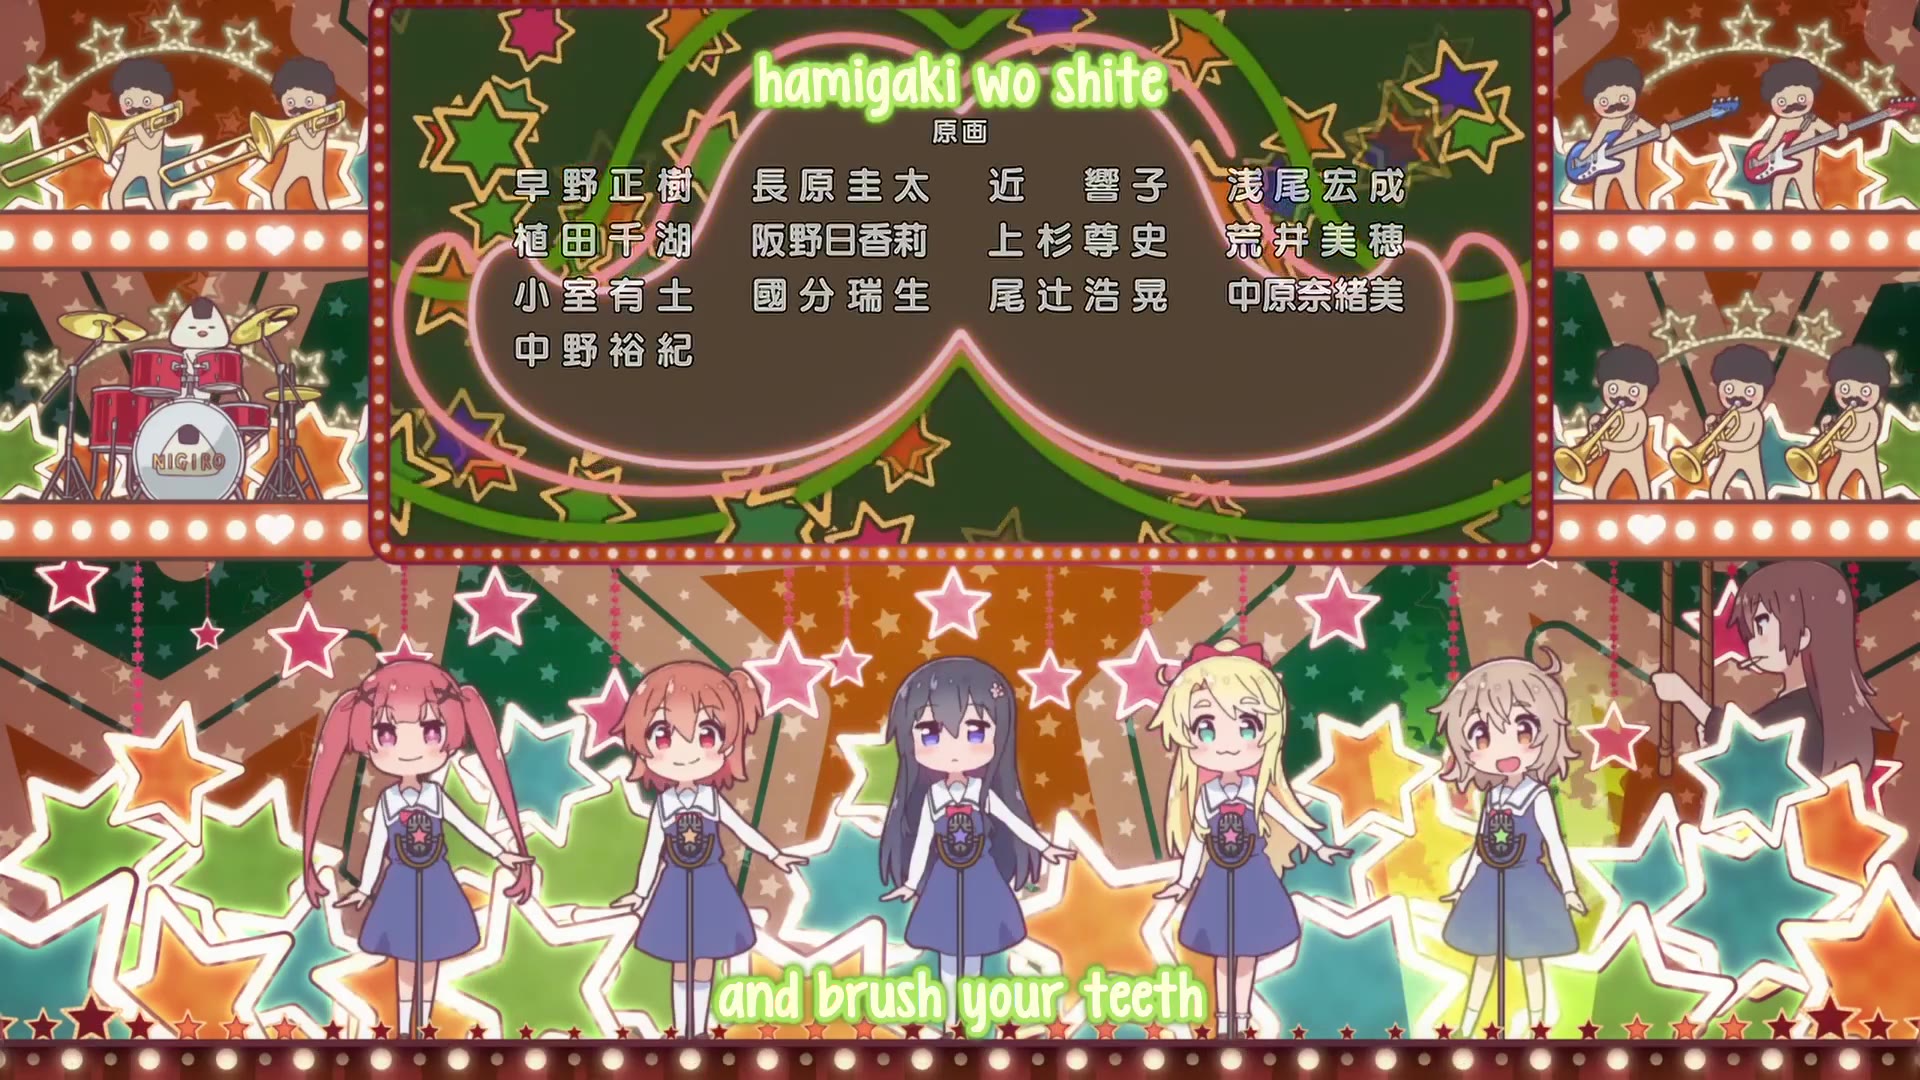 hamigaki wo shite
原画
早野正樹 長原圭太 近 響子 浅尾宏成
植田千湖 阪野日香莉 上杉尊史 荒井美穂
小室有土 國分瑞生 尾辻浩晃 中原奈緒美
中野裕紀
NIGIRO
and brush your teeth